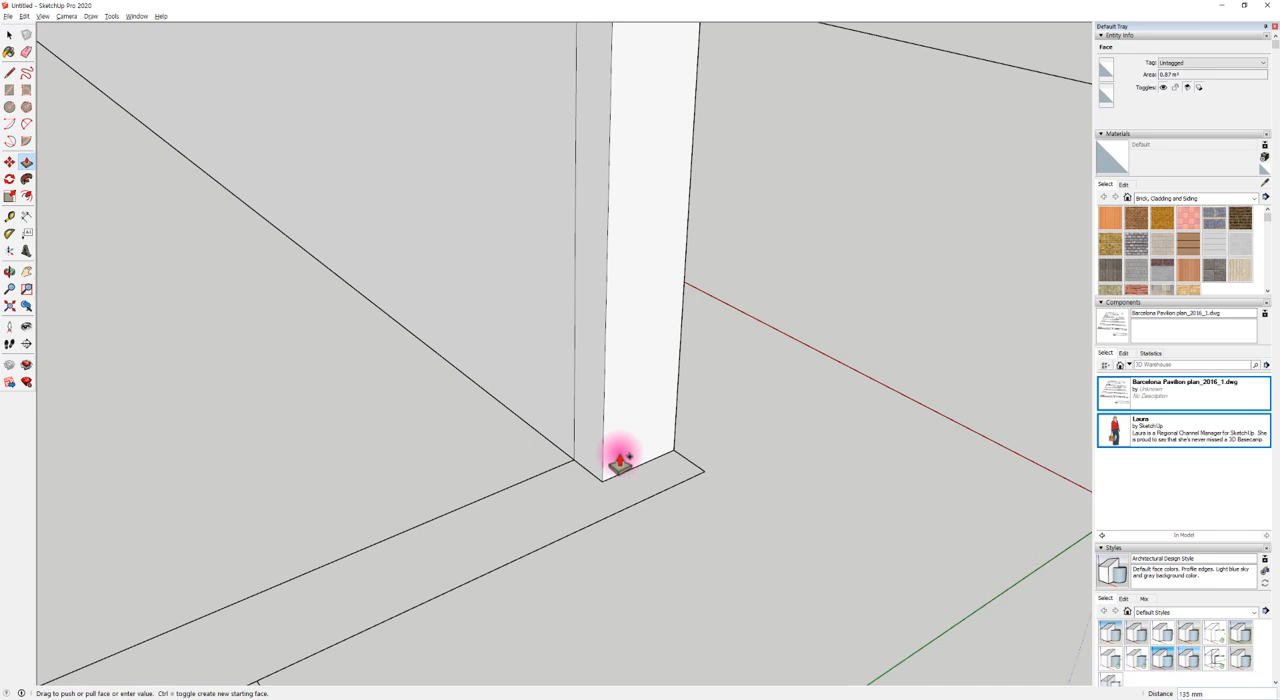 Untitled - SketchUp Pro 2020
File Edit View Camera Draw Tools Window Help
Default Tray
Entity Info
Face
Tag: Untagged
Area: 0.87 m²
Toggles:
Materials
Default
Select Edit
Brick, Cladding and Siding
Components
Barcelona Pavilion plan_2016_1.dwg
Select Edit Statistics
3D Warehouse
Barcelona Pavilion plan_2016_1.dwg
by Unknown
No Description
Laura
by SketchUp
Laura is a Regional Channel Manager for SketchUp. She
is proud to say that she's never missed a 3D Basecamp.
In Model
Styles
Architectural Design Style
Default face colors. Profile edges. Light blue sky
and gray background color.
Select Edit Mix
Default Styles
Drag to push or pull face or enter value. Ctrl = toggle create new starting face.
Distance 135 mm